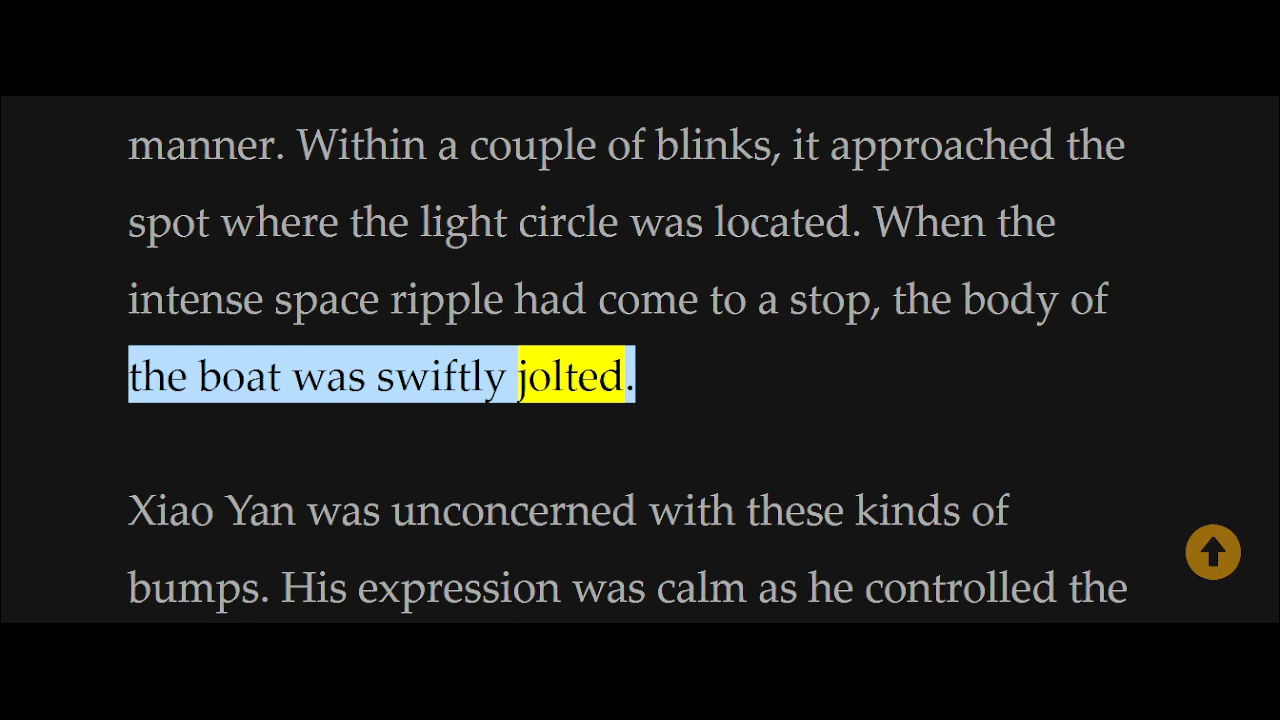 manner. Within a couple of blinks, it approached the
spot where the light circle was located. When the
intense space ripple had come to a stop, the body of
the boat was swiftly jolted.
Xiao Yan was unconcerned with these kinds of
bumps. His expression was calm as he controlled the